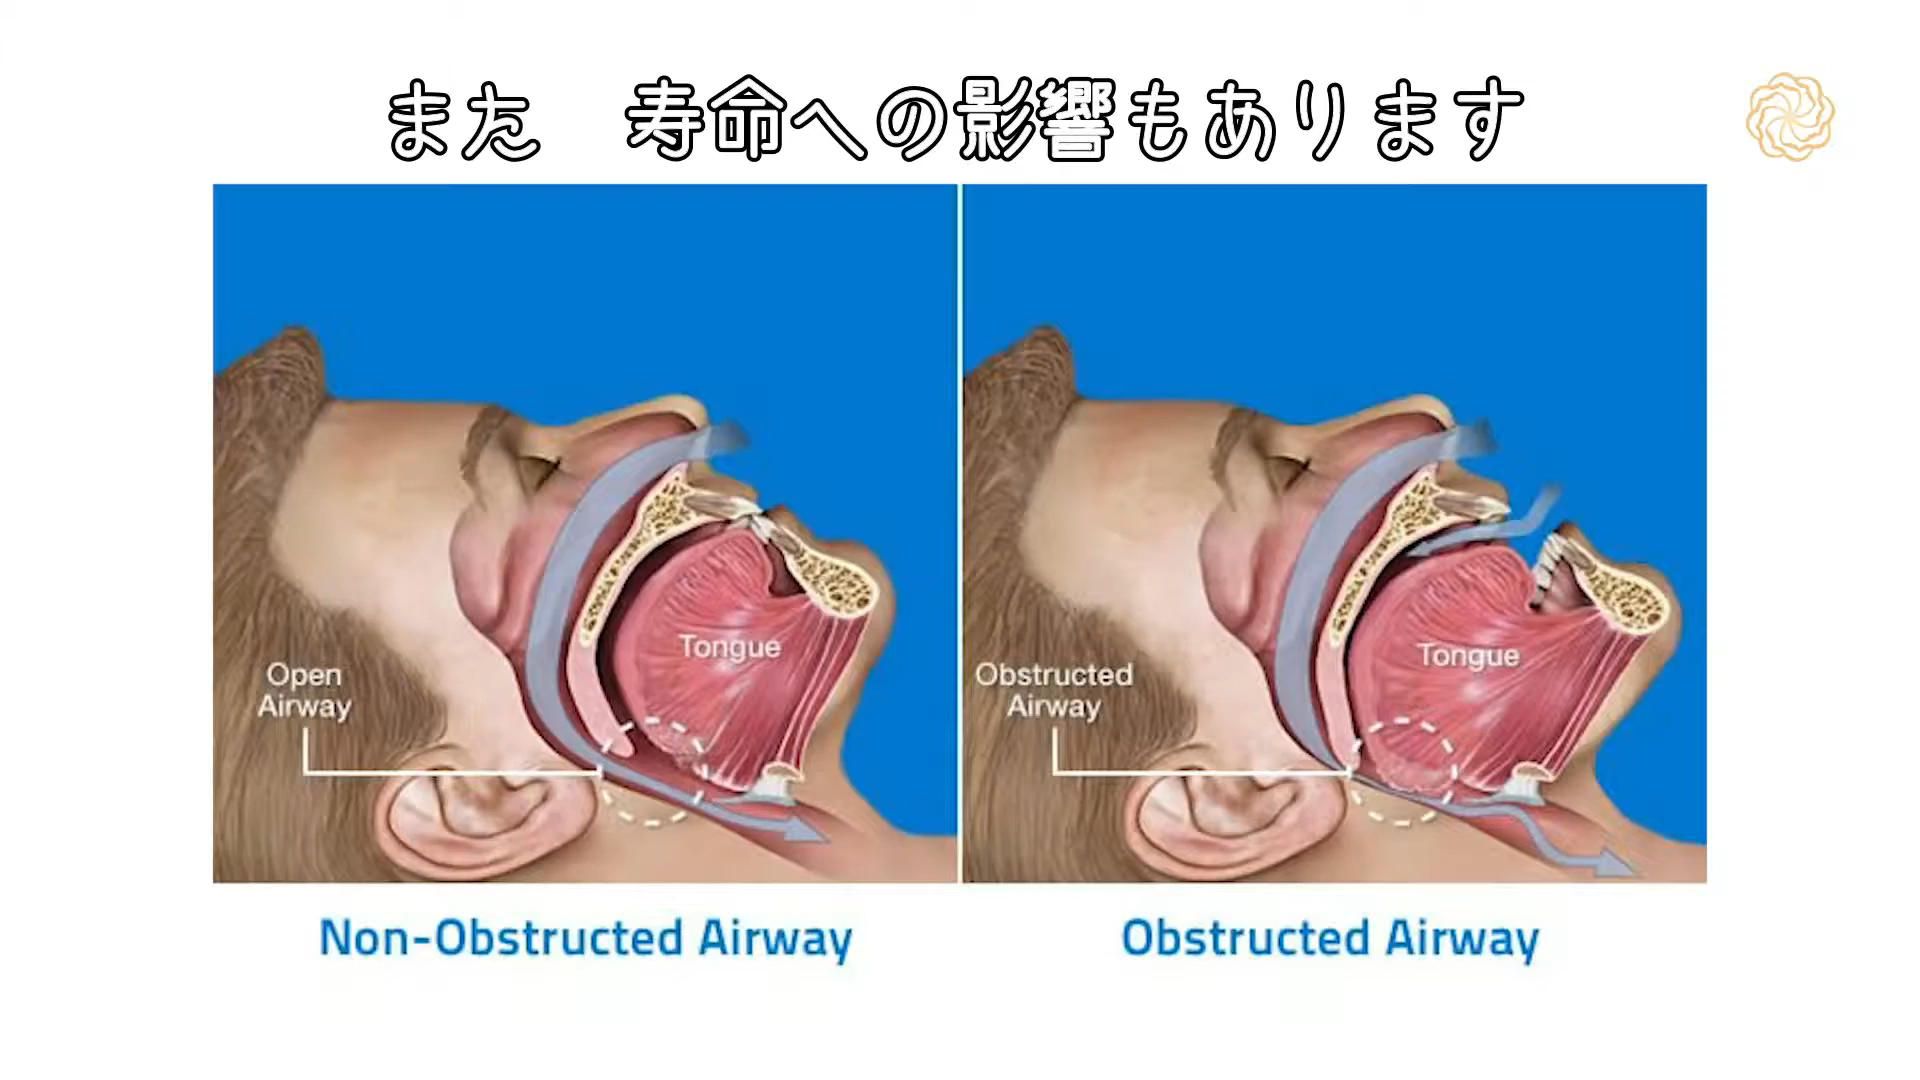 また　寿命への影響もあります
Open
Airway
Tongue
Non-Obstructed Airway
Obstructed
Airway
Tongue
Obstructed Airway